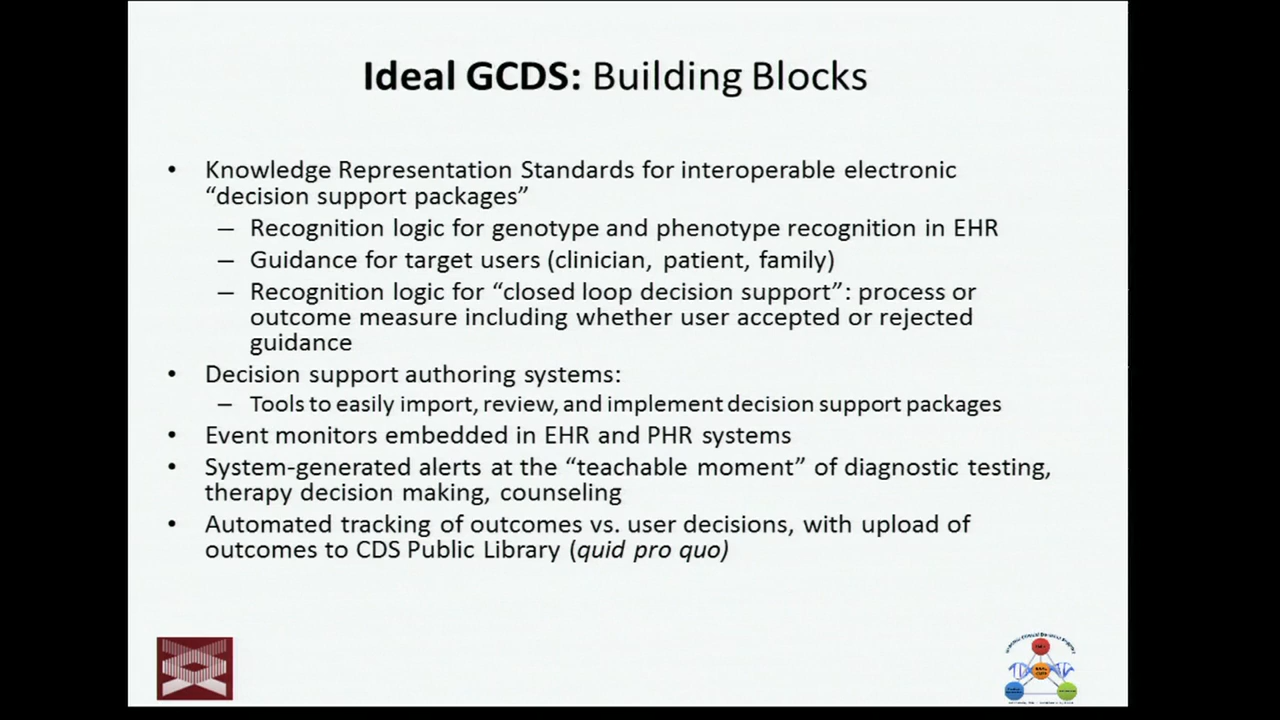 Ideal GCDS: Building Blocks
• Knowledge Representation Standards for interoperable electronic
“decision support packages”
– Recognition logic for genotype and phenotype recognition in EHR
– Guidance for target users (clinician, patient, family)
– Recognition logic for “closed loop decision support”: process or
outcome measure including whether user accepted or rejected
guidance
• Decision support authoring systems:
– Tools to easily import, review, and implement decision support packages
• Event monitors embedded in EHR and PHR systems
• System-generated alerts at the “teachable moment” of diagnostic testing,
therapy decision making, counseling
• Automated tracking of outcomes vs. user decisions, with upload of
outcomes to CDS Public Library (quid pro quo)